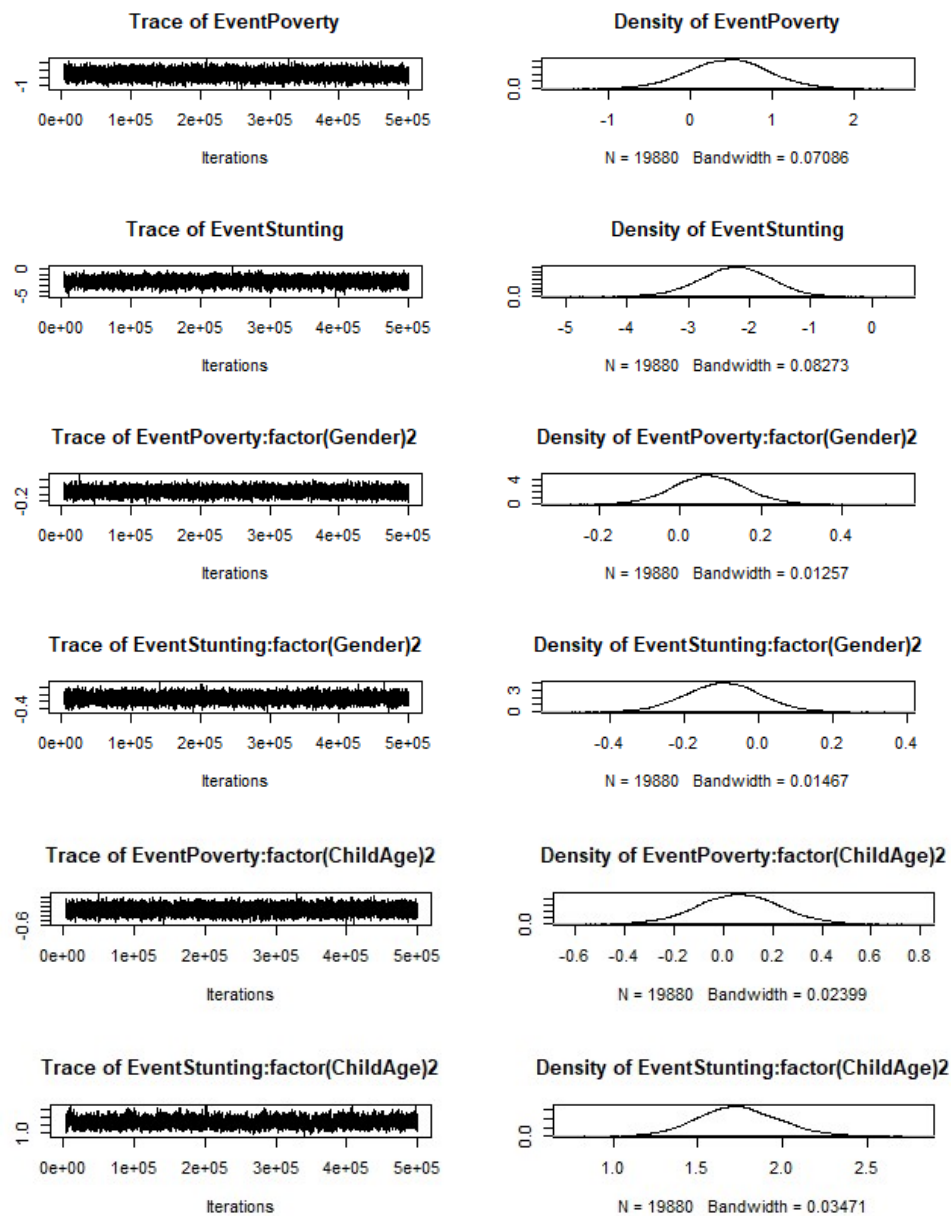 Trace of EventPoverty
Density of EventPoverty
-1
0.0
0e+00 1e+05 2e+05 3e+05 4e+05 5e+05
-1 0 1 2
Iterations
N = 19880 Bandwidth = 0.07086
Trace of EventStunting
Density of EventStunting
-5 0
0.0
0e+00 1e+05 2e+05 3e+05 4e+05 5e+05
-5 -4 -3 -2 -1 0
Iterations
N = 19880 Bandwidth = 0.08273
Trace of EventPoverty:factor(Gender)2
Density of EventPoverty:factor(Gender)2
-0.2
0 4
0e+00 1e+05 2e+05 3e+05 4e+05 5e+05
-0.2 0.0 0.2 0.4
Iterations
N = 19880 Bandwidth = 0.01257
Trace of EventStunting:factor(Gender)2
Density of EventStunting:factor(Gender)2
-0.4
0 3
0e+00 1e+05 2e+05 3e+05 4e+05 5e+05
-0.4 -0.2 0.0 0.2 0.4
Iterations
N = 19880 Bandwidth = 0.01467
Trace of EventPoverty:factor(ChildAge)2
Density of EventPoverty:factor(ChildAge)2
-0.6
0.0
0e+00 1e+05 2e+05 3e+05 4e+05 5e+05
-0.6 -0.4 -0.2 0.0 0.2 0.4 0.6 0.8
Iterations
N = 19880 Bandwidth = 0.02399
Trace of EventStunting:factor(ChildAge)2
Density of EventStunting:factor(ChildAge)2
1.0
0.0
0e+00 1e+05 2e+05 3e+05 4e+05 5e+05
1.0 1.5 2.0 2.5
Iterations
N = 19880 Bandwidth = 0.03471